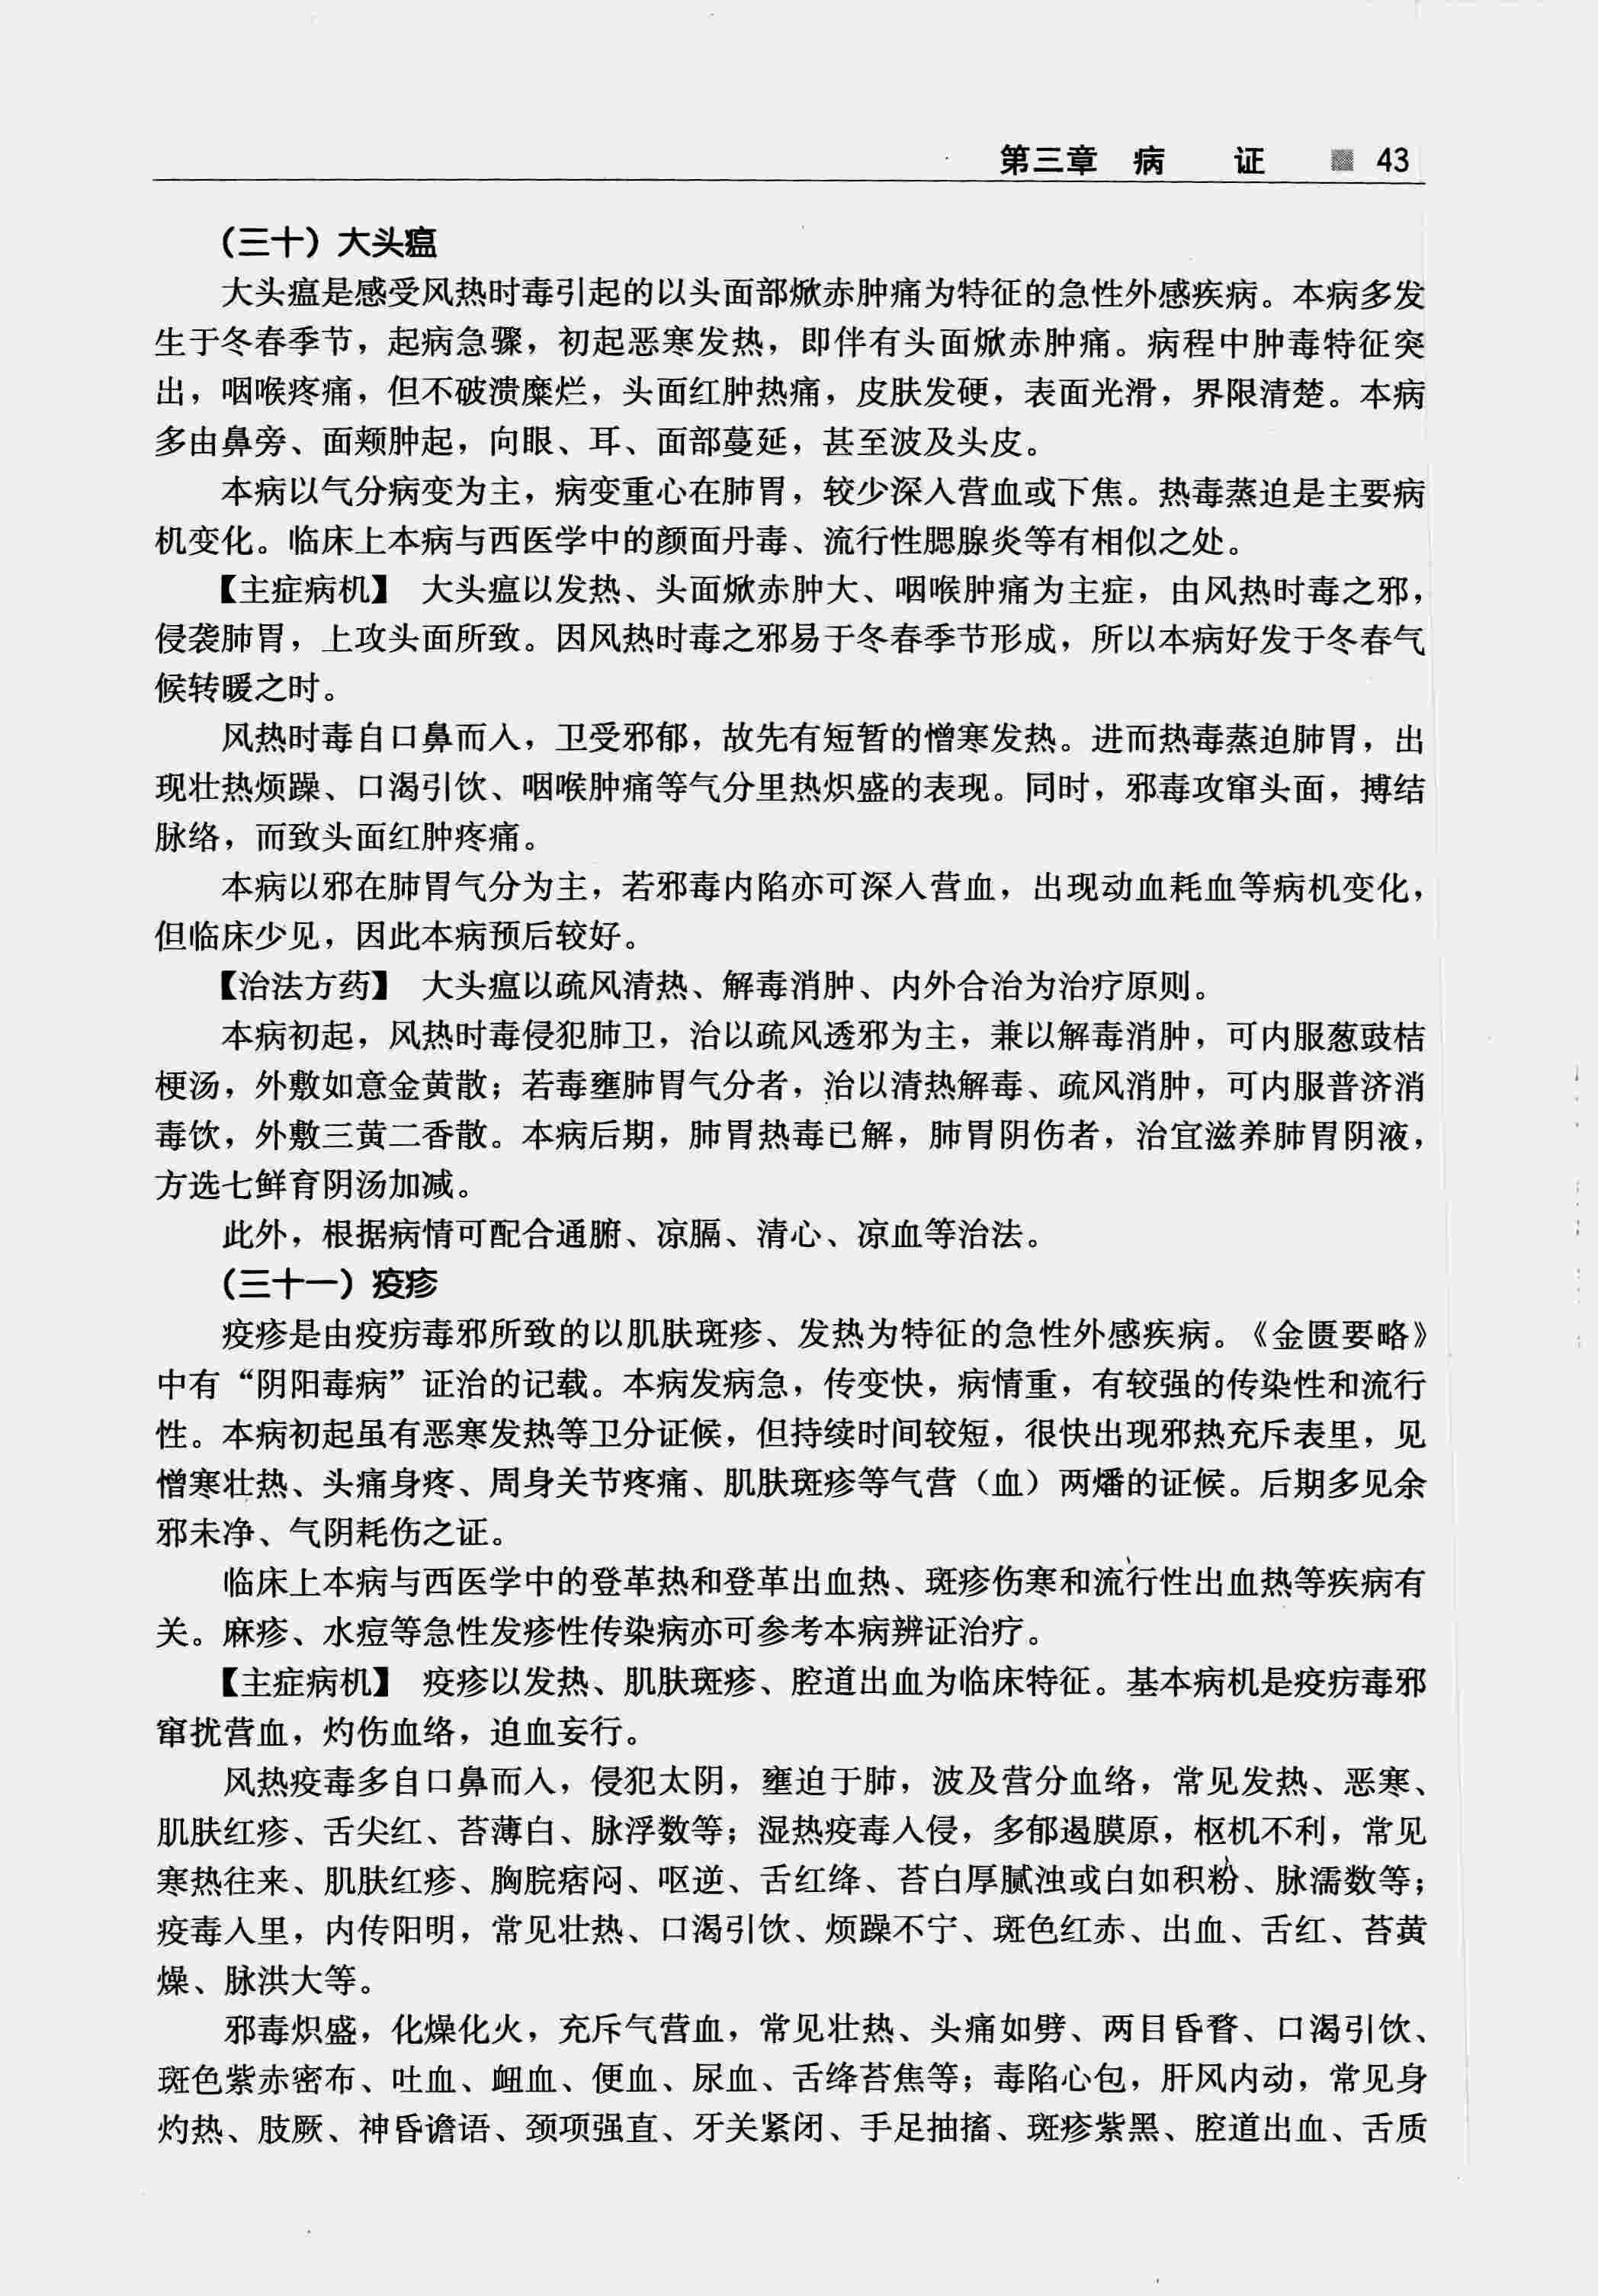 第三章 病 证 43
（三十）大头瘟
大头瘟是感受风热时毒引起的以头面部焮赤肿痛为特征的急性外感疾病。本病多发
生于冬春季节，起病急骤，初起恶寒发热，即伴有头面焮赤肿痛。病程中肿毒特征突
出，咽喉疼痛，但不破溃糜烂，头面红肿热痛，皮肤发硬，表面光滑，界限清楚。本病
多由鼻旁、面颊肿起，向眼、耳、面部蔓延，甚至波及头皮。
本病以气分病变为主，病变重心在肺胃，较少深入营血或下焦。热毒蒸迫是主要病
机变化。临床上本病与西医学中的颜面丹毒、流行性腮腺炎等有相似之处。
【主症病机】 大头瘟以发热、头面焮赤肿大、咽喉肿痛为主症，由风热时毒之邪，
侵袭肺胃，上攻头面所致。因风热时毒之邪易于冬春季节形成，所以本病好发于冬春气
候转暖之时。
风热时毒自口鼻而入，卫受邪郁，故先有短暂的憎寒发热。进而热毒蒸迫肺胃，出
现壮热烦躁、口渴引饮、咽喉肿痛等气分里热炽盛的表现。同时，邪毒攻窜头面，搏结
脉络，而致头面红肿疼痛。
本病以邪在肺胃气分为主，若邪毒内陷亦可深入营血，出现动血耗血等病机变化，
但临床少见，因此本病预后较好。
【治法方药】 大头瘟以疏风清热、解毒消肿、内外合治为治疗原则。
本病初起，风热时毒侵犯肺卫，治以疏风透邪为主，兼以解毒消肿，可内服葱豉桔
梗汤，外敷如意金黄散；若毒壅肺胃气分者，治以清热解毒、疏风消肿，可内服普济消
毒饮，外敷三黄二香散。本病后期，肺胃热毒已解，肺胃阴伤者，治宜滋养肺胃阴液，
方选七鲜育阴汤加减。
此外，根据病情可配合通腑、凉膈、清心、凉血等治法。
（三十一）疫疹
疫疹是由疫疠毒邪所致的以肌肤斑疹、发热为特征的急性外感疾病。《金匮要略》
中有“阴阳毒病”证治的记载。本病发病急，传变快，病情重，有较强的传染性和流行
性。本病初起虽有恶寒发热等卫分证候，但持续时间较短，很快出现邪热充斥表里，见
憎寒壮热、头痛身疼、周身关节疼痛、肌肤斑疹等气营（血）两燔的证候。后期多见余
邪未净、气阴耗伤之证。
临床上本病与西医学中的登革热和登革出血热、斑疹伤寒和流行性出血热等疾病有
关。麻疹、水痘等急性发疹性传染病亦可参考本病辨证治疗。
【主症病机】 疫疹以发热、肌肤斑疹、腔道出血为临床特征。基本病机是疫疠毒邪
窜扰营血，灼伤血络，迫血妄行。
风热疫毒多自口鼻而入，侵犯太阴，壅迫于肺，波及营分血络，常见发热、恶寒、
肌肤红疹、舌尖红、苔薄白、脉浮数等；湿热疫毒入侵，多郁遏膜原，枢机不利，常见
寒热往来、肌肤红疹、胸脘痞闷、呕逆、舌红绛、苔白厚腻浊或白如积粉、脉濡数等；
疫毒入里，内传阳明，常见壮热、口渴引饮、烦躁不宁、斑色红赤、出血、舌红、苔黄
燥、脉洪大等。
邪毒炽盛，化燥化火，充斥气营血，常见壮热、头痛如劈、两目昏瞀、口渴引饮、
斑色紫赤密布、吐血、衄血、便血、尿血、舌绛苔焦等；毒陷心包，肝风内动，常见身
灼热、肢厥、神昏谵语、颈项强直、牙关紧闭、手足抽搐、斑疹紫黑、腔道出血、舌质